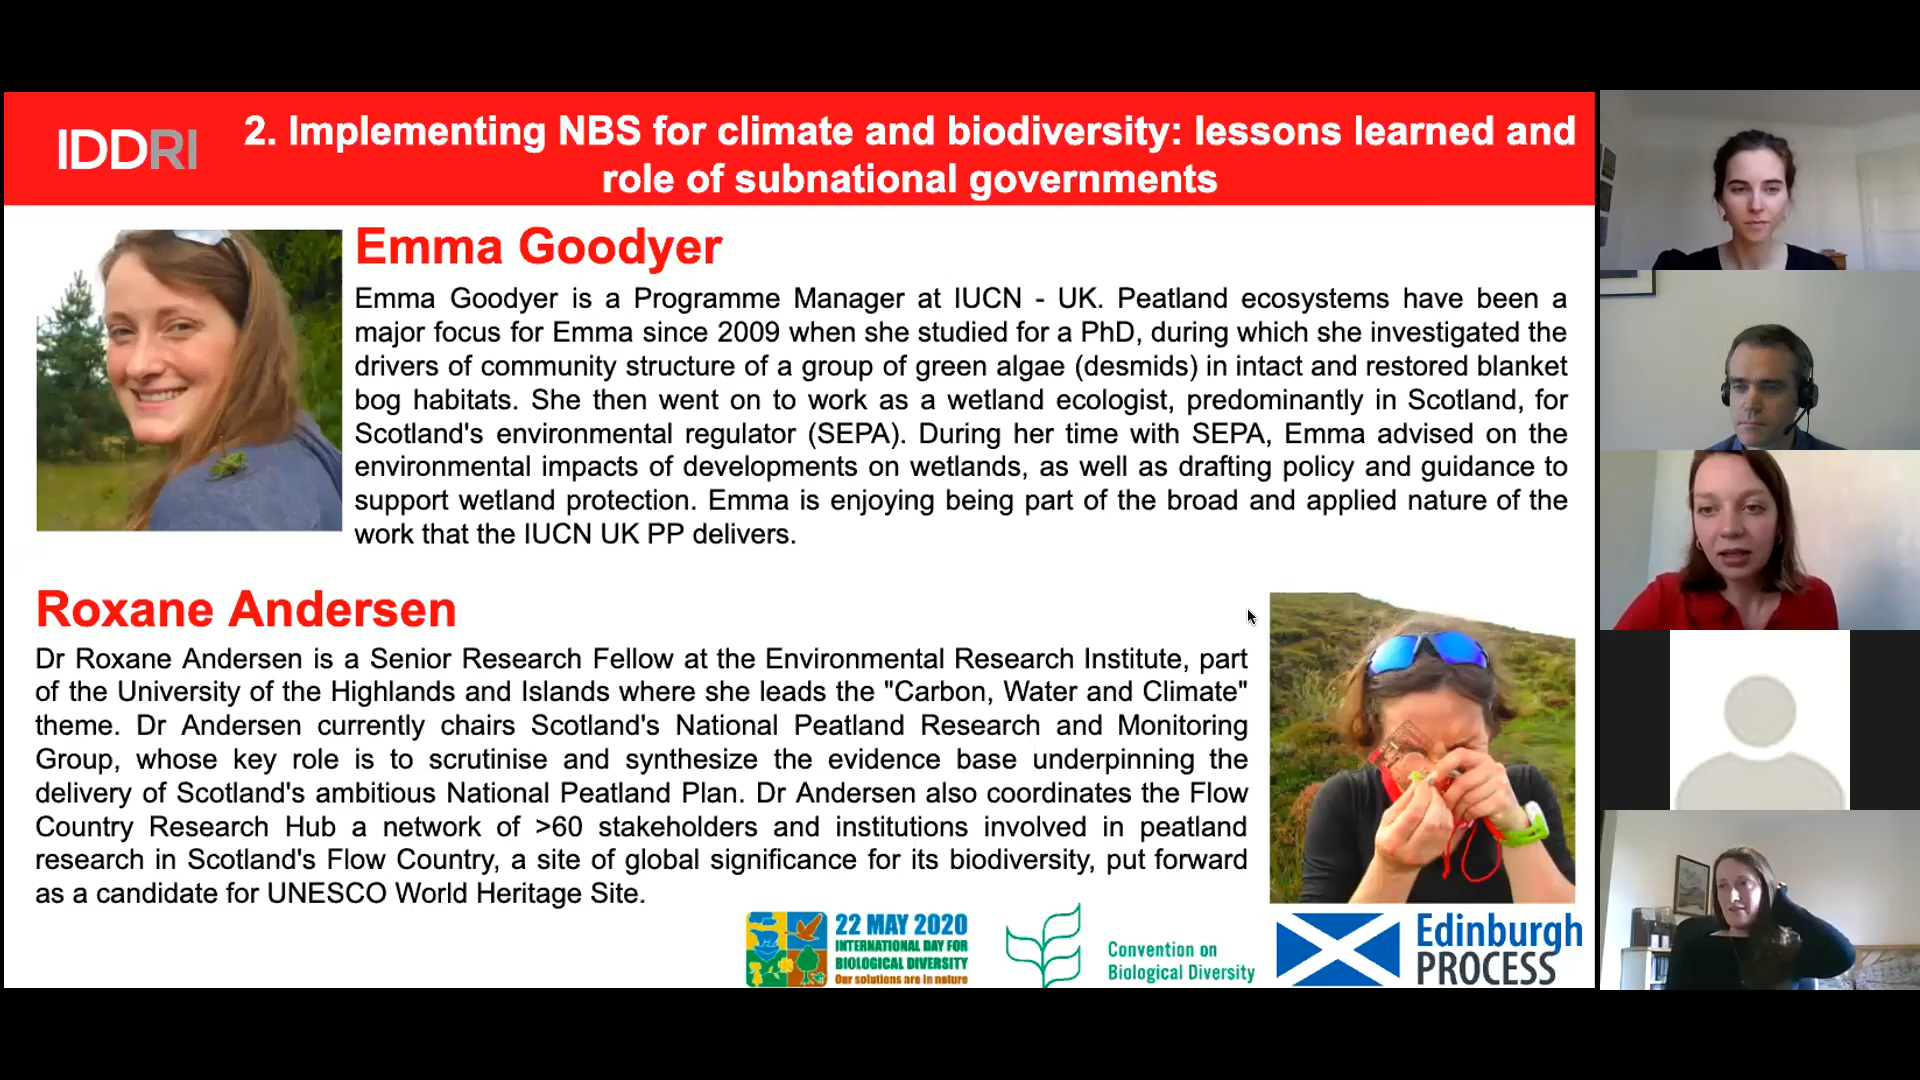 IDDRI
2. Implementing NBS for climate and biodiversity: lessons learned and
role of subnational governments
Emma Goodyer
Emma Goodyer is a Programme Manager at IUCN - UK. Peatland ecosystems have been a
major focus for Emma since 2009 when she studied for a PhD, during which she investigated the
drivers of community structure of a group of green algae (desmids) in intact and restored blanket
bog habitats. She then went on to work as a wetland ecologist, predominantly in Scotland, for
Scotland's environmental regulator (SEPA). During her time with SEPA, Emma advised on the
environmental impacts of developments on wetlands, as well as drafting policy and guidance to
support wetland protection. Emma is enjoying being part of the broad and applied nature of the
work that the IUCN UK PP delivers.
Roxane Andersen
Dr Roxane Andersen is a Senior Research Fellow at the Environmental Research Institute, part
of the University of the Highlands and Islands where she leads the "Carbon, Water and Climate"
theme. Dr Andersen currently chairs Scotland's National Peatland Research and Monitoring
Group, whose key role is to scrutinise and synthesize the evidence base underpinning the
delivery of Scotland's ambitious National Peatland Plan. Dr Andersen also coordinates the Flow
Country Research Hub a network of >60 stakeholders and institutions involved in peatland
research in Scotland's Flow Country, a site of global significance for its biodiversity, put forward
as a candidate for UNESCO World Heritage Site.
22 MAY 2020
INTERNATIONAL DAY FOR
BIOLOGICAL DIVERSITY
Our solutions are in nature
Convention on
Biological Diversity
Edinburgh
PROCESS